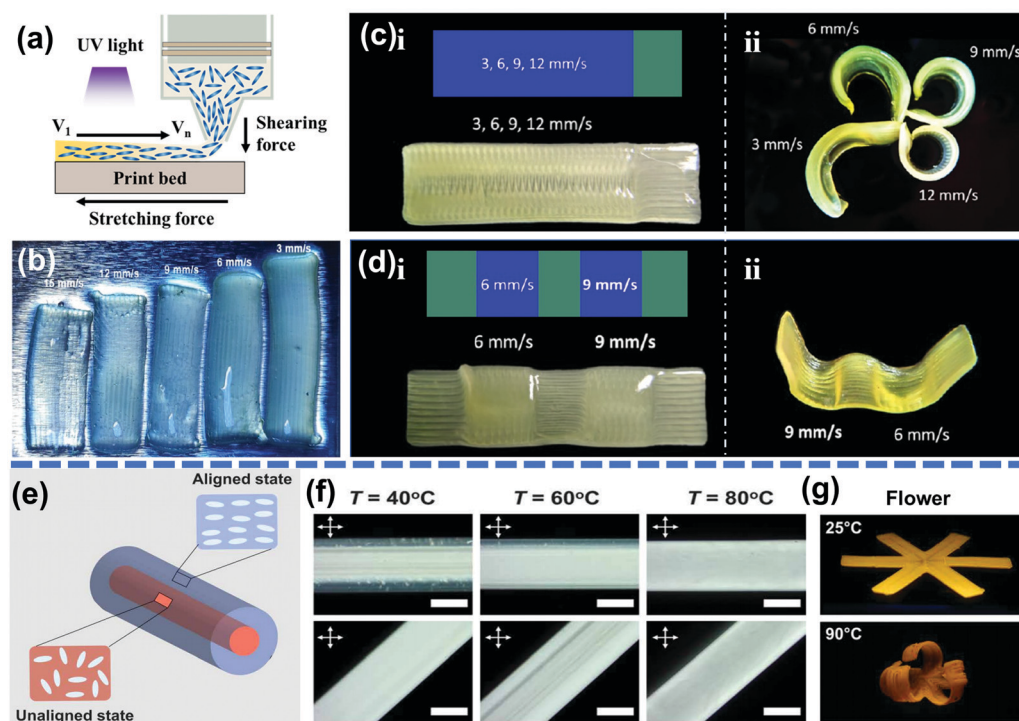 (a)
UV light
V1
Vn
Shearing
force
Print bed
Stretching force
(b)
15 mm/s
12 mm/s
9 mm/s
6 mm/s
3 mm/s
(c)i
3, 6, 9, 12 mm/s
3, 6, 9, 12 mm/s
ii
6 mm/s
9 mm/s
3 mm/s
12 mm/s
(d)i
6 mm/s
9 mm/s
6 mm/s
9 mm/s
ii
9 mm/s
6 mm/s
(e)
Aligned state
Unaligned state
(f)
T = 40°C
T = 60°C
T = 80°C
(g)
Flower
25°C
90°C